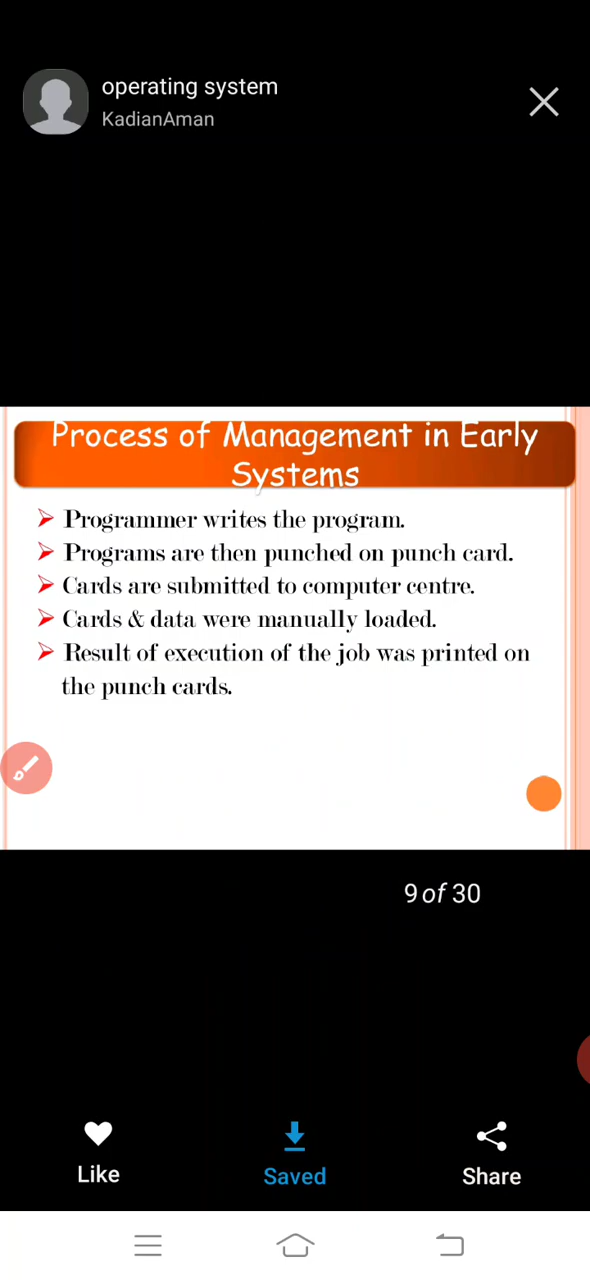 operating system
KadianAman
Process of Management in Early
Systems
Programmer writes the program.
Programs are then punched on punch card.
Cards are submitted to computer centre.
Cards & data were manually loaded.
Result of execution of the job was printed on
the punch cards.
9 of 30
Like
Saved
Share